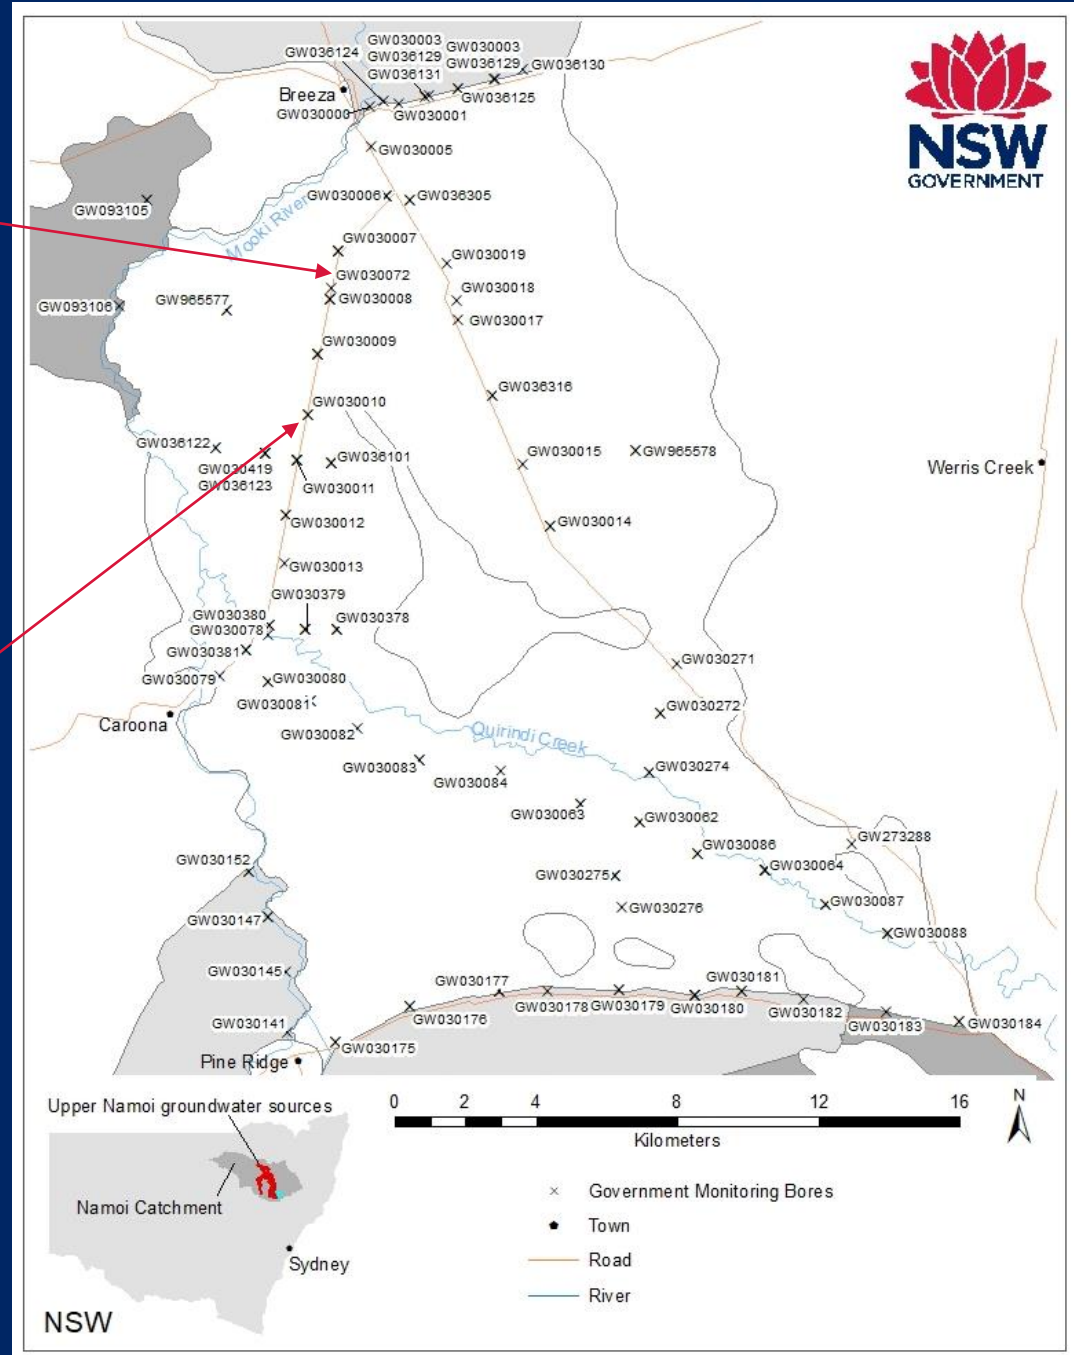 GW036124
GW030003
GW036129
GW036131
GW030003
GW036129
GW036130
Breeza
GW030000
GW030001
GW036125
NSW
GOVERNMENT
GW030005
GW030006
GW036305
GW093105
Mooki River
GW030007
GW030019
GW030072
GW093106
GW965577
GW030008
GW030018
GW030017
GW030009
GW036316
GW030010
GW036122
GW030419
GW036123
GW036101
GW030011
GW030015
GW965578
Werris Creek
GW030012
GW030014
GW030013
GW030379
GW030380
GW030078
GW030378
GW030381
GW030079
GW030080
GW030271
GW030081
GW030272
Caroona
GW030082
Quirindi Creek
GW030083
GW030084
GW030274
GW030063
GW030062
GW273288
GW030086
GW030152
GW030275
GW030064
GW030276
GW030087
GW030147
GW030088
GW030145
GW030177
GW030181
GW030141
GW030176
GW030178
GW030179
GW030180
GW030182
GW030183
GW030184
GW030175
Pine Ridge
Upper Namoi groundwater sources
0 2 4 8 12 16
Kilometers
N
Namoi Catchment
Sydney
NSW
Government Monitoring Bores
Town
Road
River